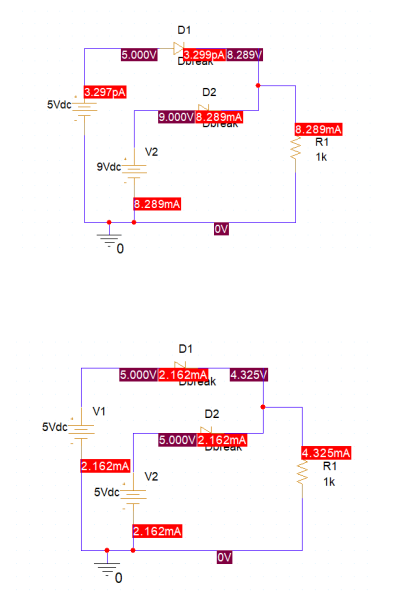 D1
5.000V 3.299pA 8.289V
Dbreak
3.297pA
5Vdc
D2
9.000V 8.289mA
Dbreak
8.289mA
R1
1k
V2
9Vdc
8.289mA
0V
0
D1
5.000V 2.162mA 4.325V
Dbreak
V1
5Vdc
D2
5.000V 2.162mA
Dbreak
4.325mA
2.162mA
R1
1k
V2
5Vdc
2.162mA
0V
0